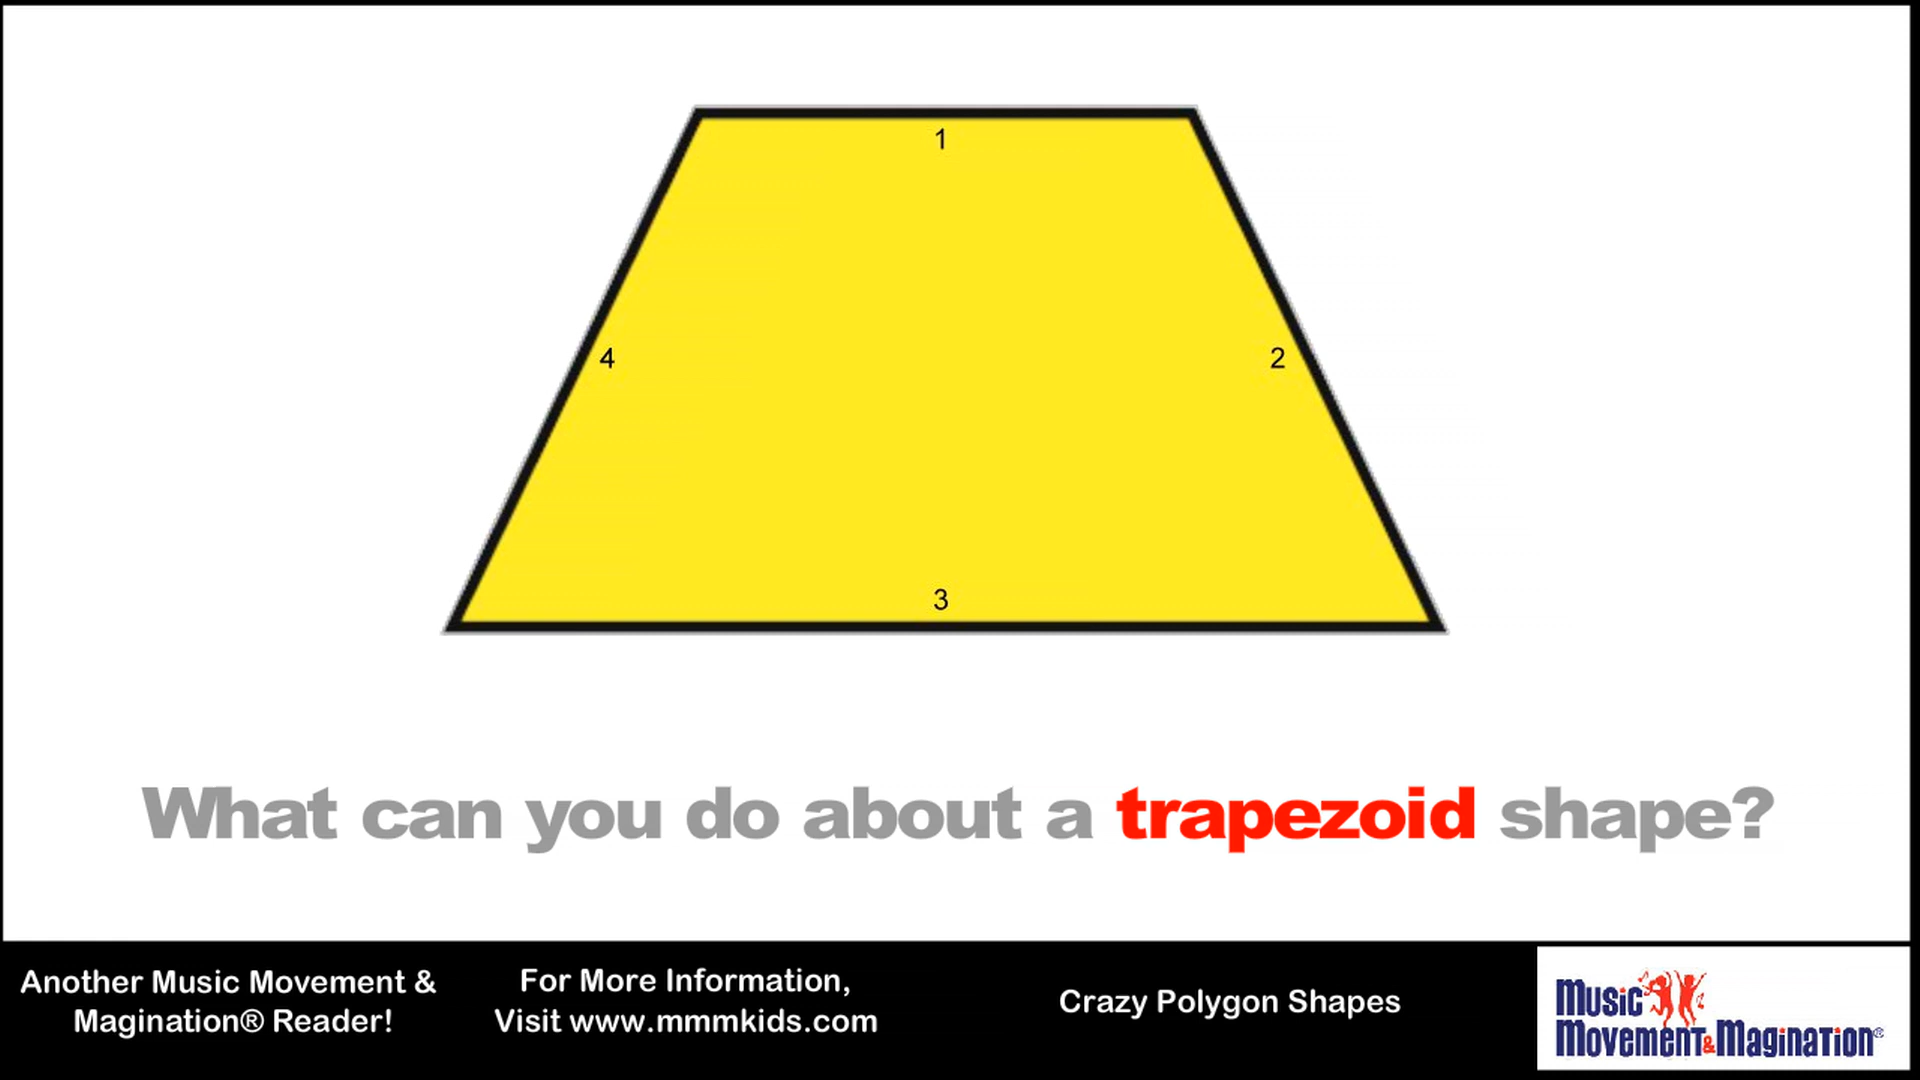 1
4
2
3
What can you do about a trapezoid shape?
Another Music Movement &
Magination® Reader!
For More Information,
Visit www.mmmkids.com
Crazy Polygon Shapes
Music
Movement & Magination®